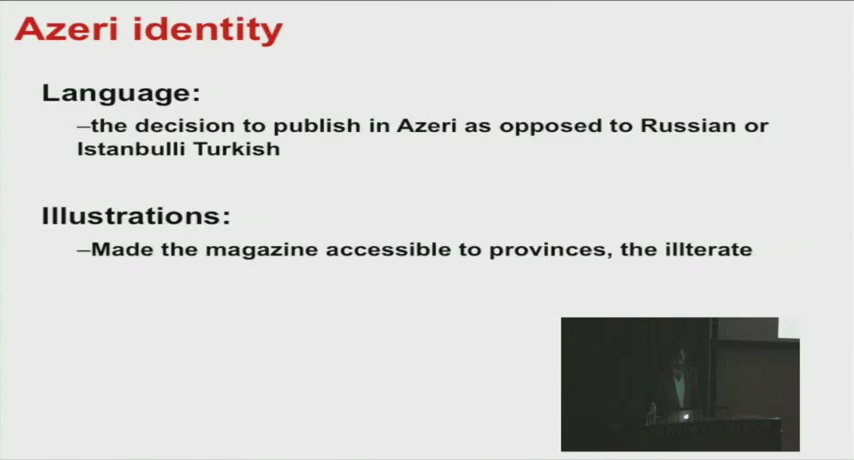 Azeri identity
Language:
–the decision to publish in Azeri as opposed to Russian or
Istanbulli Turkish
Illustrations:
–Made the magazine accessible to provinces, the illterate